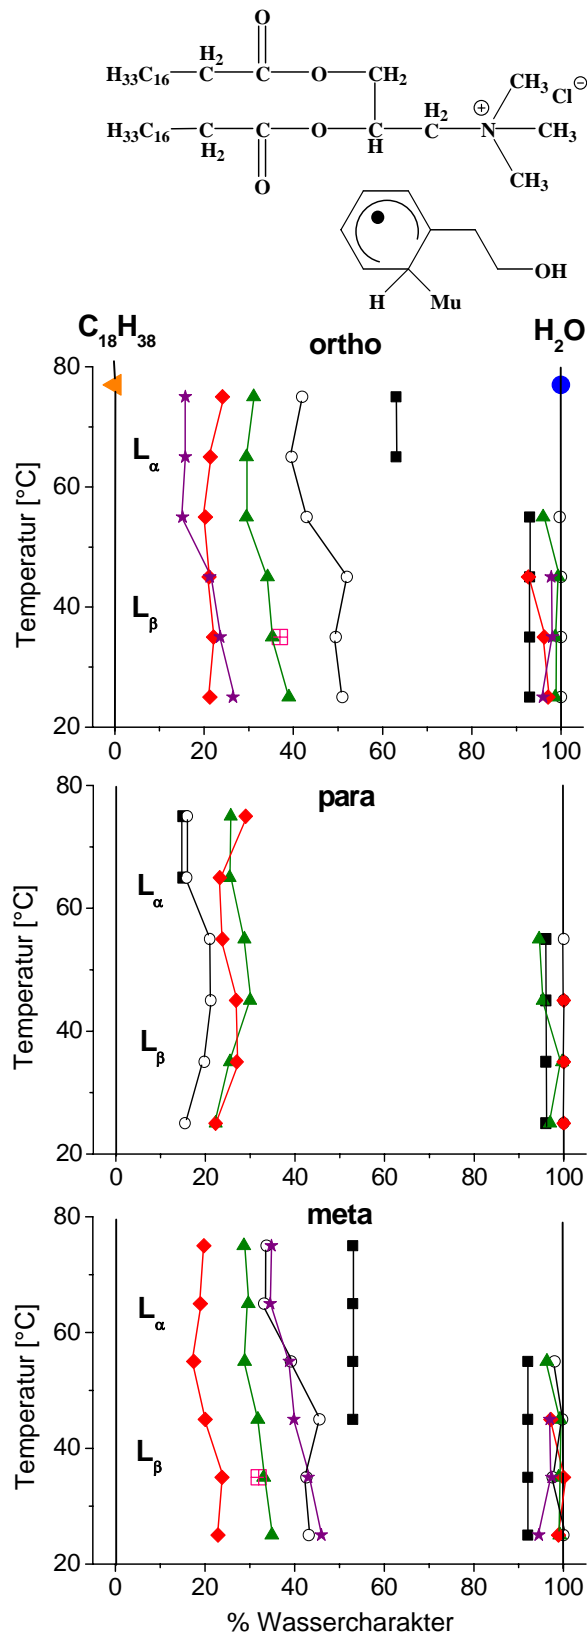 O
H₂
H₃₃C₁₆ C C O CH₂
CH₃ Cl⊖
H₂
H₃₃C₁₆ C C O C C N⊕ CH₃
H₂ H
O CH₃
OH
H Mu
C₁₈H₃₈ ortho H₂O
80
60
40
20
Temperatur [°C]
Lα
Lβ
0 20 40 60 80 100
para
80
60
40
20
Temperatur [°C]
Lα
Lβ
0 20 40 60 80 100
meta
80
60
40
20
Temperatur [°C]
Lα
Lβ
0 20 40 60 80 100
% Wassercharakter